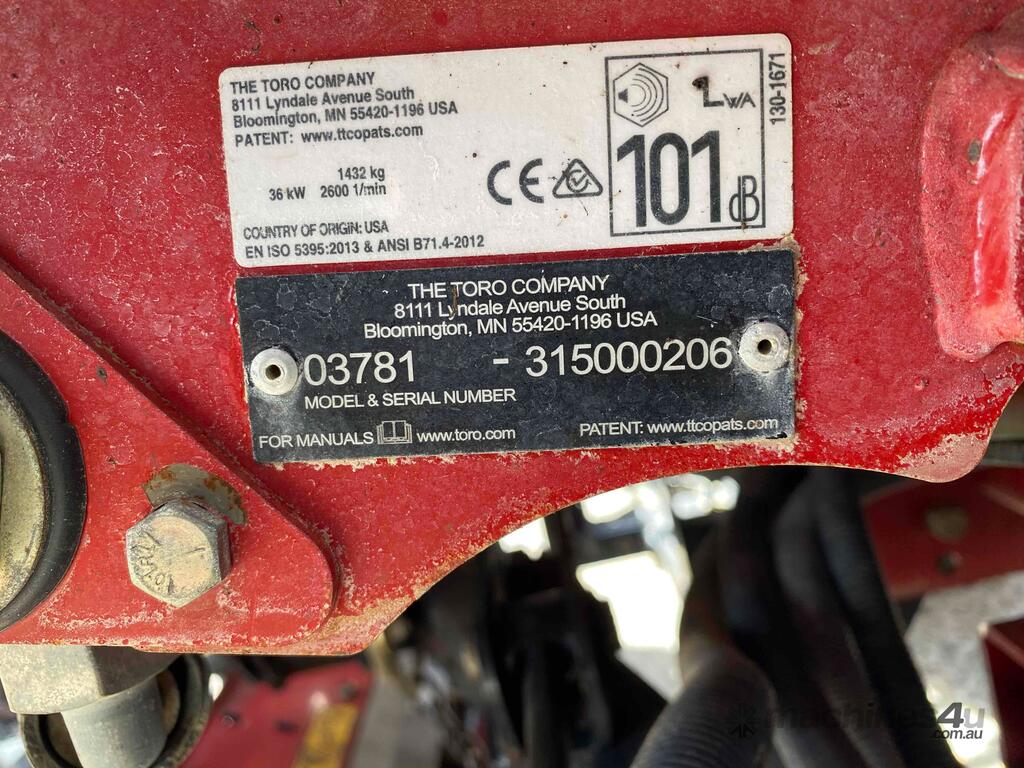 THE TORO COMPANY
8111 Lyndale Avenue South
Bloomington, MN 55420-1196 USA
PATENT: www.ttcopats.com
1432 kg
36 kW 2600 1/min
COUNTRY OF ORIGIN: USA
EN ISO 5395:2013 & ANSI B71.4-2012
CE
LWA
101 dB
130-1671
THE TORO COMPANY
8111 Lyndale Avenue South
Bloomington, MN 55420-1196 USA
03781 - 315000206
MODEL & SERIAL NUMBER
FOR MANUALS www.toro.com
PATENT: www.ttcopats.com
machines4u
.com.au